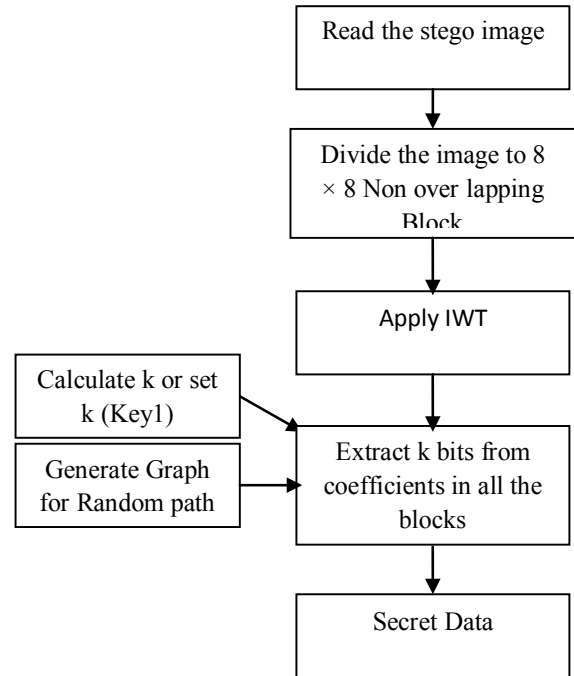 Read the stego image
Divide the image to 8
× 8 Non over lapping
Block
Apply IWT
Calculate k or set
k (Key1)
Generate Graph
for Random path
Extract k bits from
coefficients in all the
blocks
Secret Data